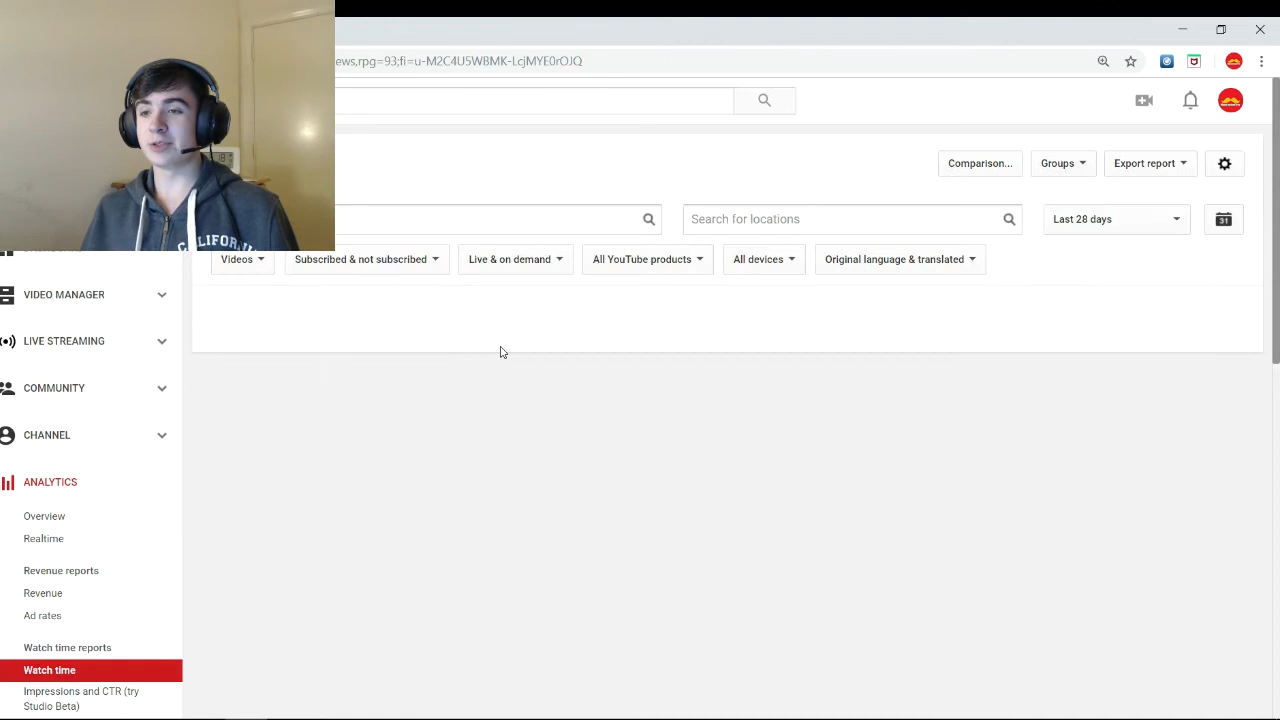 ews,rpg=93;fi=u-M2C4U5WBMK-LcjMYE0rOJQ
Comparison...
Groups
Export report
Search for locations
Last 28 days
31
Videos
Subscribed & not subscribed
Live & on demand
All YouTube products
All devices
Original language & translated
VIDEO MANAGER
LIVE STREAMING
COMMUNITY
CHANNEL
ANALYTICS
Overview
Realtime
Revenue reports
Revenue
Ad rates
Watch time reports
Watch time
Impressions and CTR (try
Studio Beta)